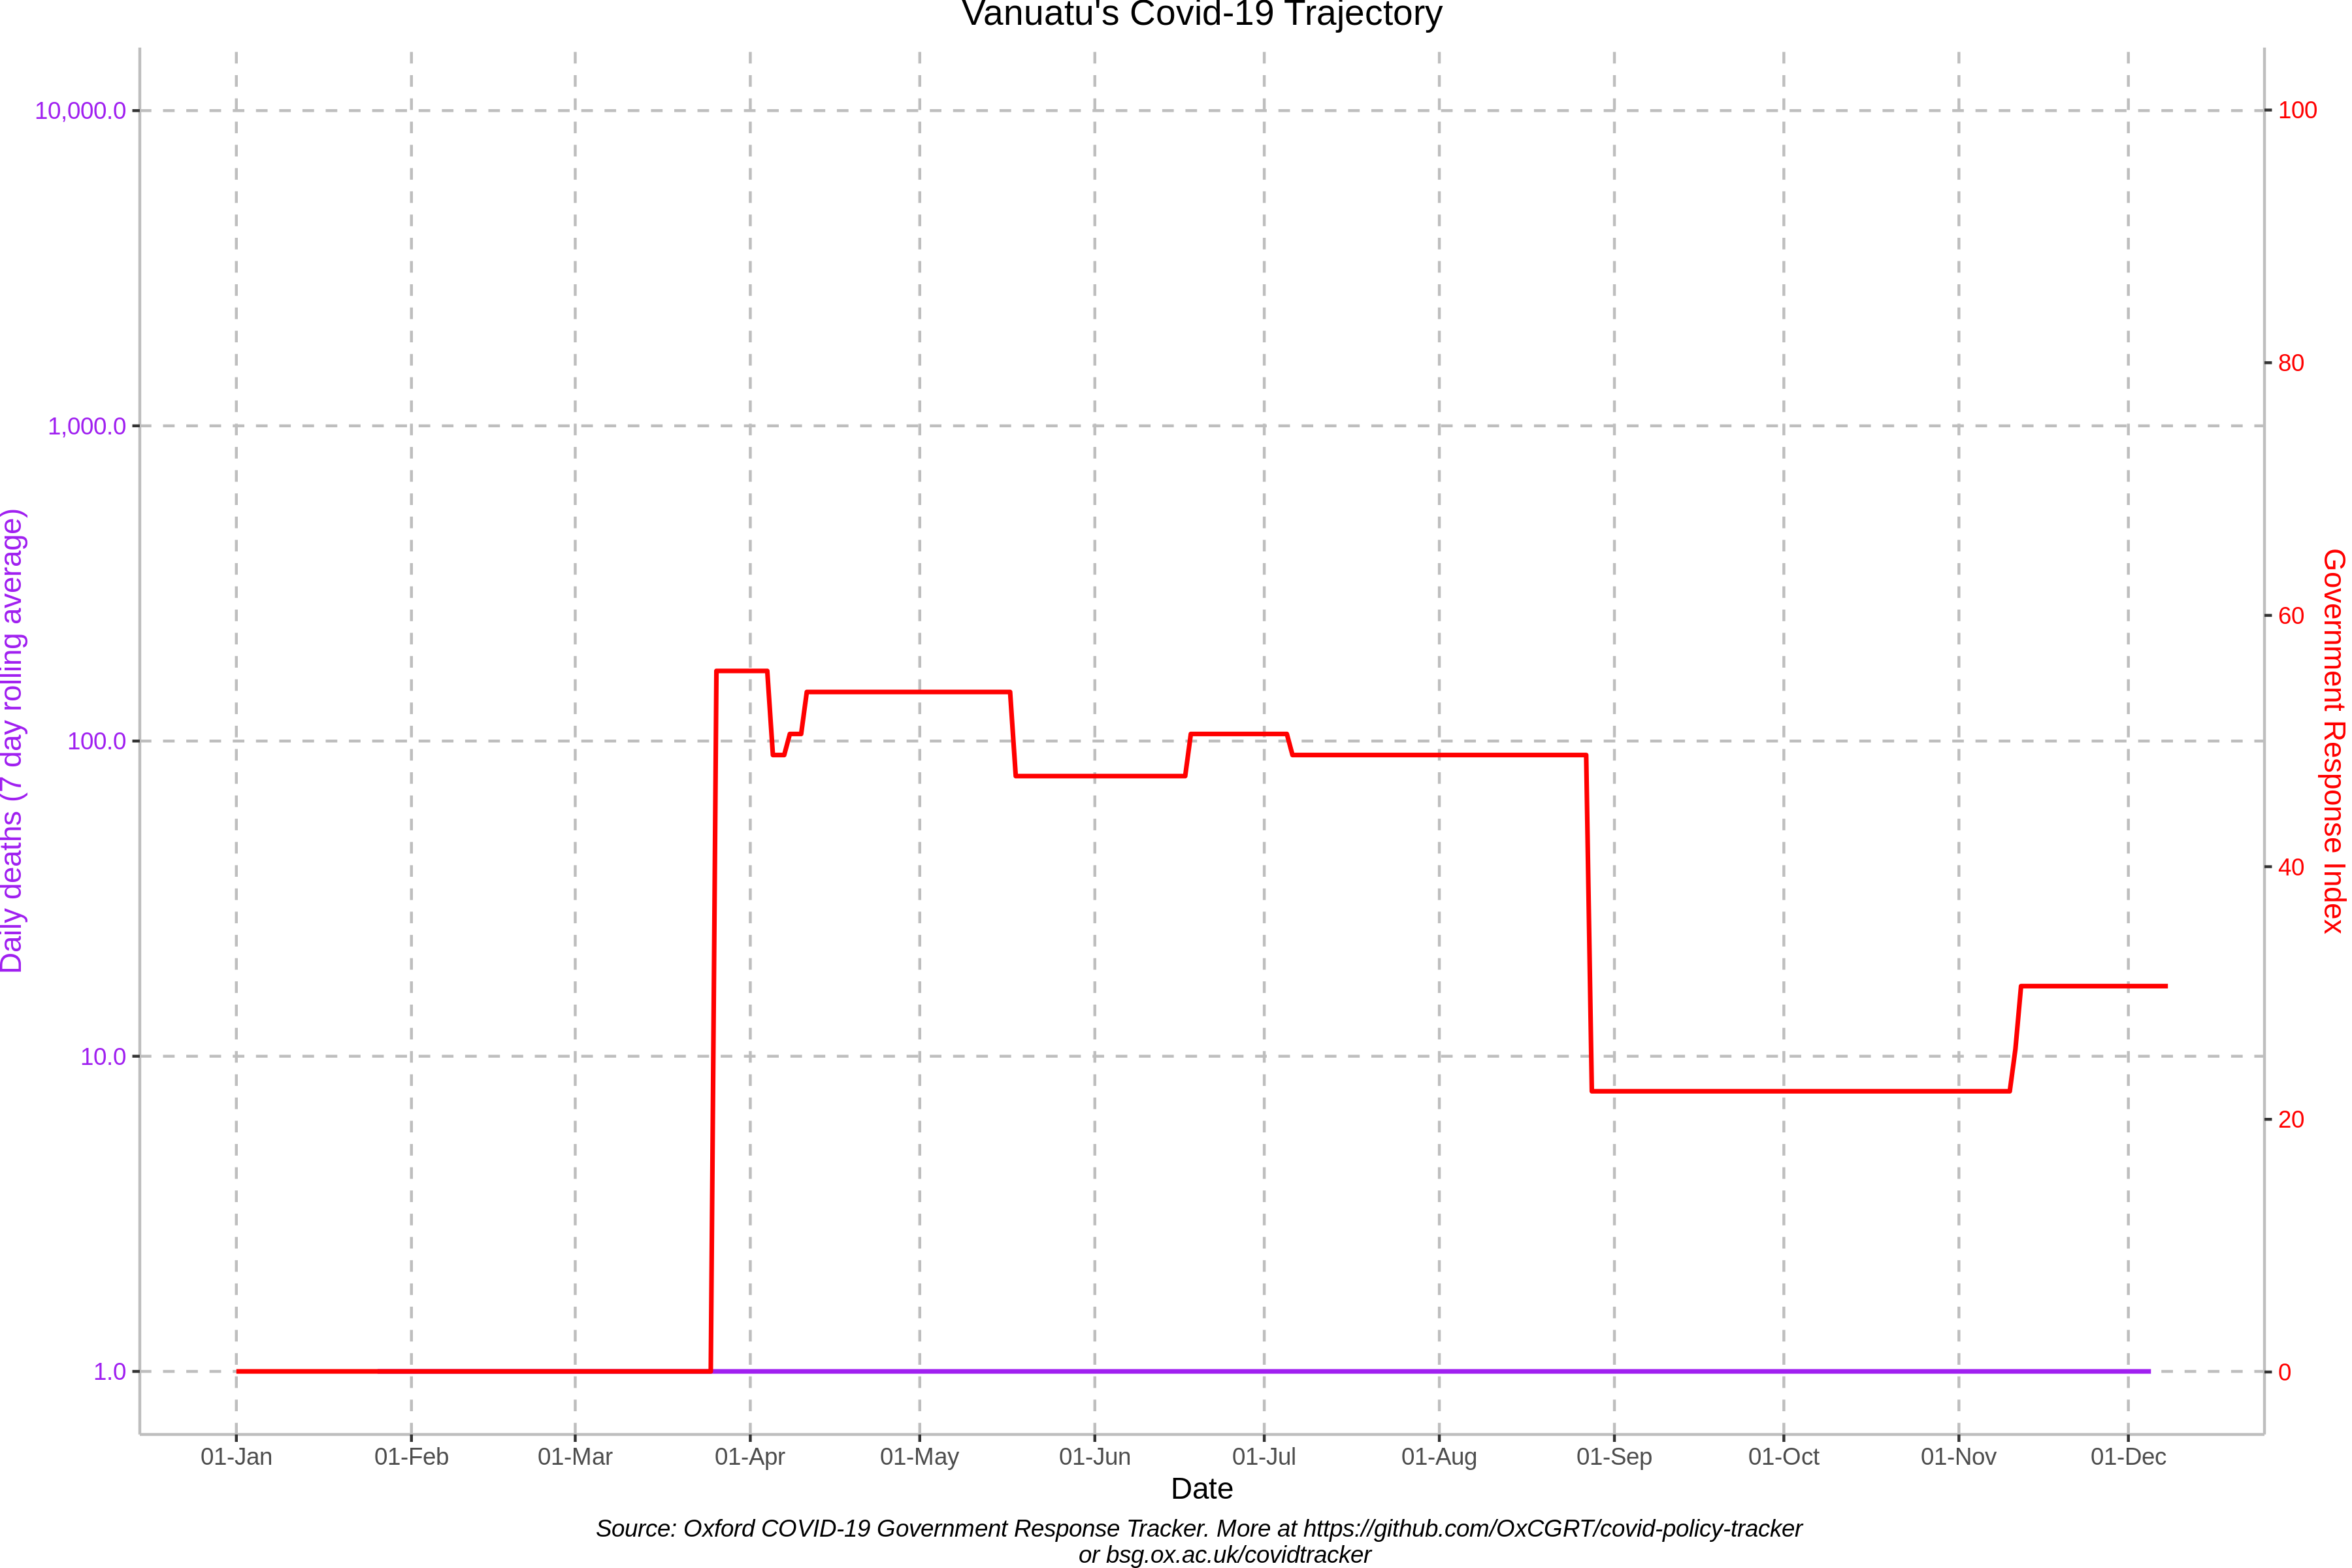 Vanuatu's Covid-19 Trajectory
10,000.0
1,000.0
100.0
10.0
1.0
Daily deaths (7 day rolling average)
100
80
60
40
20
0
Government Response Index
01-Jan 01-Feb 01-Mar 01-Apr 01-May 01-Jun 01-Jul 01-Aug 01-Sep 01-Oct 01-Nov 01-Dec
Date
Source: Oxford COVID-19 Government Response Tracker. More at https://github.com/OxCGRT/covid-policy-tracker
or bsg.ox.ac.uk/covidtracker